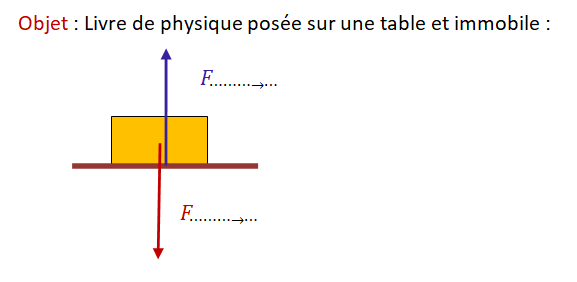 Objet : Livre de physique posée sur une table et immobile :
F.........→...
F.........→...